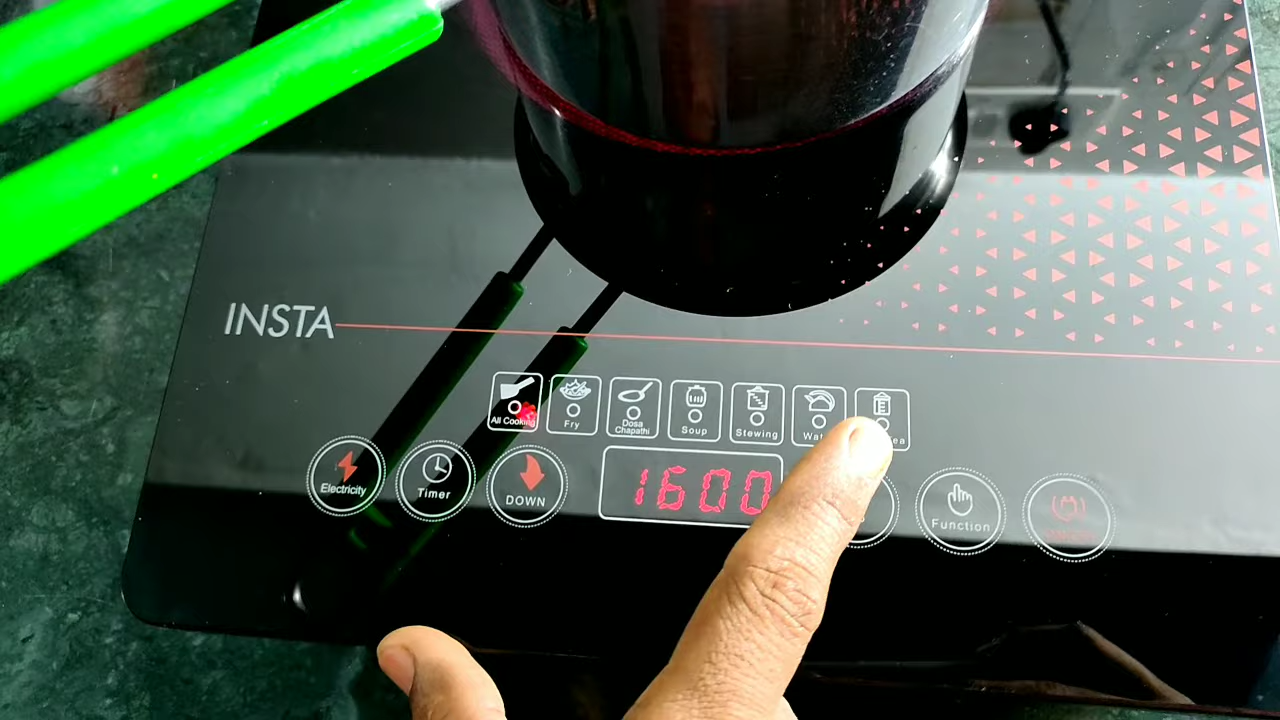 INSTA
All Cooking
Fry
Dosa
Chapathi
Soup
Stewing
Electricity
Timer
DOWN
1600
Function